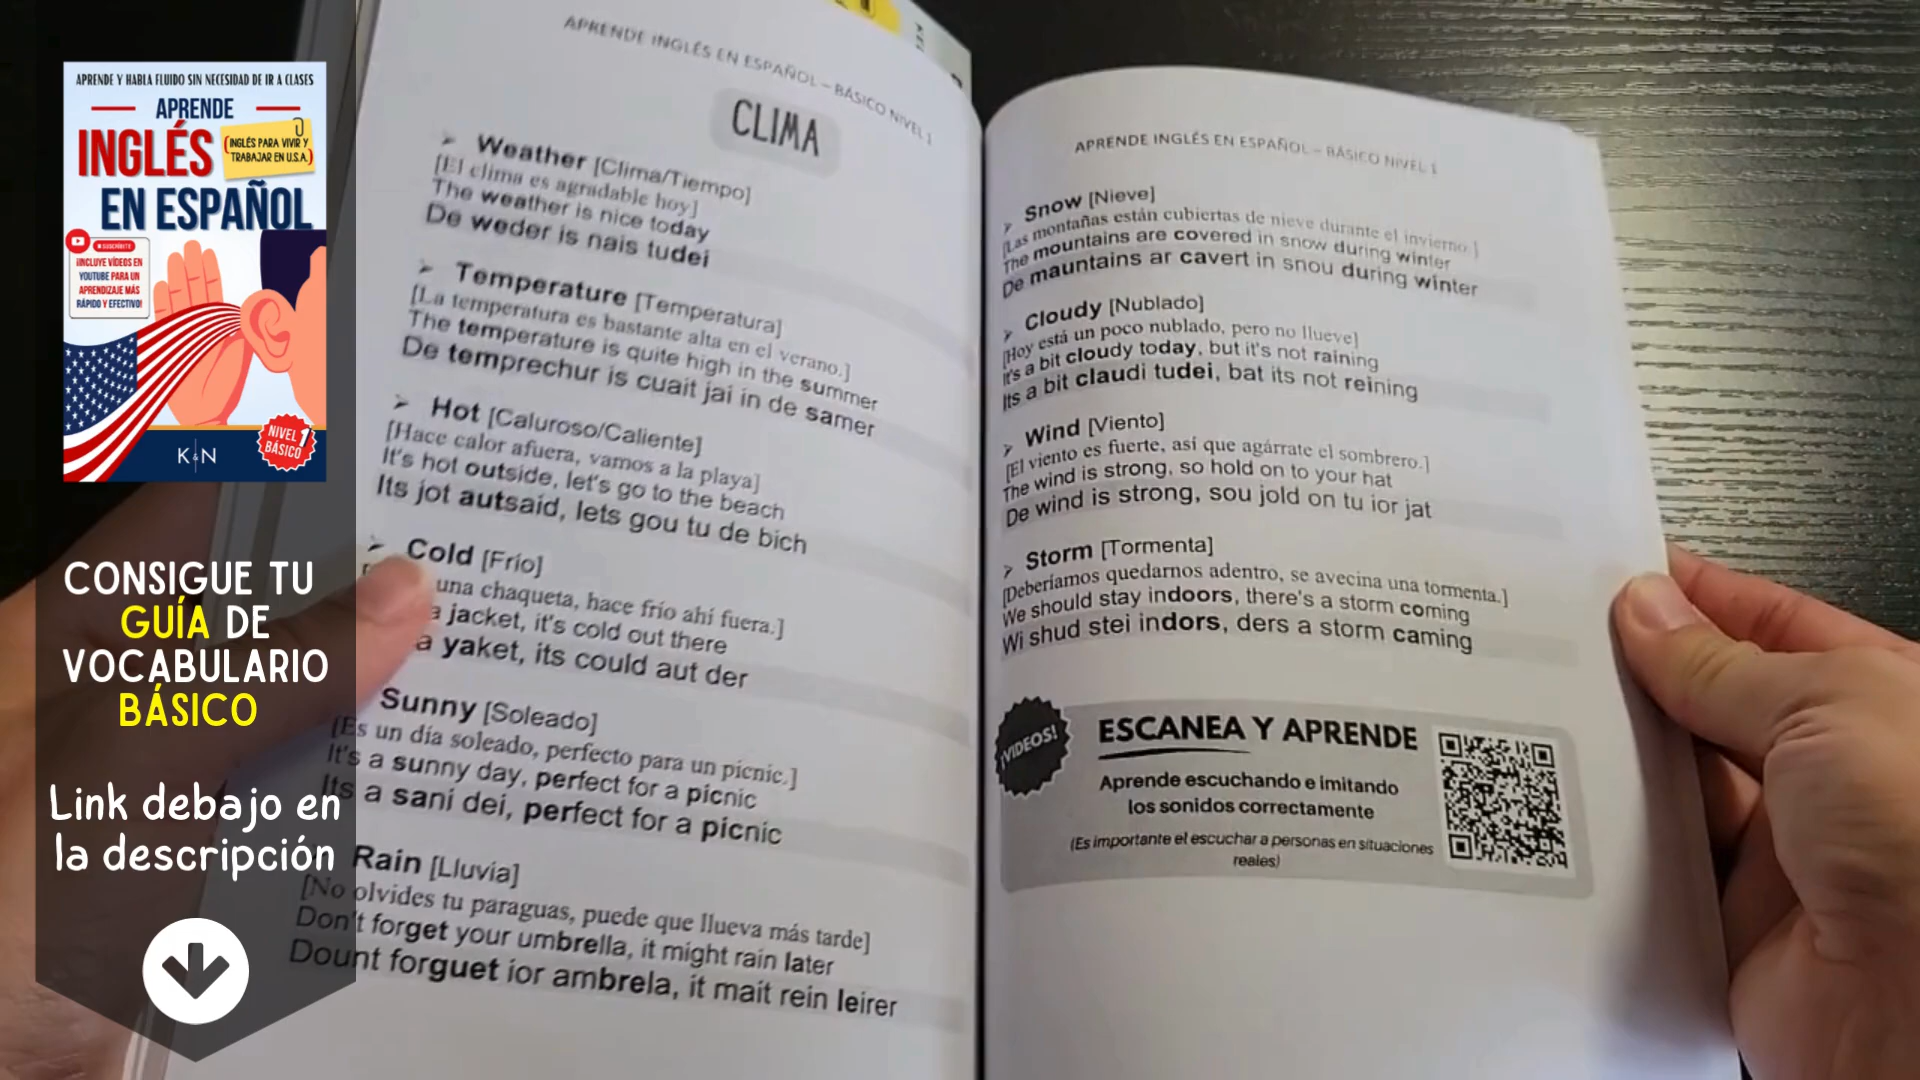 APRENDE Y HABLA FLUIDO SIN NECESIDAD DE IR A CLASES
APRENDE
INGLÉS
(INGLÉS PARA VIVIR Y
TRABAJAR EN U.S.A.)
EN ESPAÑOL
SUSCRÍBETE
¡INCLUYE VÍDEOS EN
YOUTUBE PARA UN
APRENDIZAJE MÁS
RÁPIDO Y EFECTIVO!
NIVEL 1
BÁSICO
K&N
CONSIGUE TU
GUÍA DE
VOCABULARIO
BÁSICO
Link debajo en
la descripción
APRENDE INGLÉS EN ESPAÑOL – BÁSICO NIVEL 1
CLIMA
Weather [Clima/Tiempo]
[El clima es agradable hoy]
The weather is nice today
De weder is nais tudei
Temperature [Temperatura]
[La temperatura es bastante alta en el verano.]
The temperature is quite high in the summer
De temprechur is cuait jai in de samer
Hot [Caluroso/Caliente]
[Hace calor afuera, vamos a la playa]
It's hot outside, let's go to the beach
Its jot autsaid, lets gou tu de bich
Cold [Frío]
una chaqueta, hace frío ahí fuera.]
a jacket, it's cold out there
a yaket, its could aut der
Sunny [Soleado]
[Es un día soleado, perfecto para un picnic.]
It's a sunny day, perfect for a picnic
Its a sani dei, perfect for a picnic
Rain [Lluvia]
[No olvides tu paraguas, puede que llueva más tarde]
Don't forget your umbrella, it might rain later
Dount forguet ior ambrela, it mait rein leirer
APRENDE INGLÉS EN ESPAÑOL – BÁSICO NIVEL 1
Snow [Nieve]
[Las montañas están cubiertas de nieve durante el invierno.]
The mountains are covered in snow during winter
De mauntains ar cavert in snou during winter
Cloudy [Nublado]
[Hoy está un poco nublado, pero no llueve]
It's a bit cloudy today, but it's not raining
Its a bit claudi tudei, bat its not reining
Wind [Viento]
[El viento es fuerte, así que agárrate el sombrero.]
The wind is strong, so hold on to your hat
De wind is strong, sou jold on tu ior jat
Storm [Tormenta]
[Deberíamos quedarnos adentro, se avecina una tormenta.]
We should stay indoors, there's a storm coming
Wi shud stei indors, ders a storm caming
¡VIDEOS!
ESCANEA Y APRENDE
Aprende escuchando e imitando
los sonidos correctamente
(Es importante el escuchar a personas en situaciones
reales)